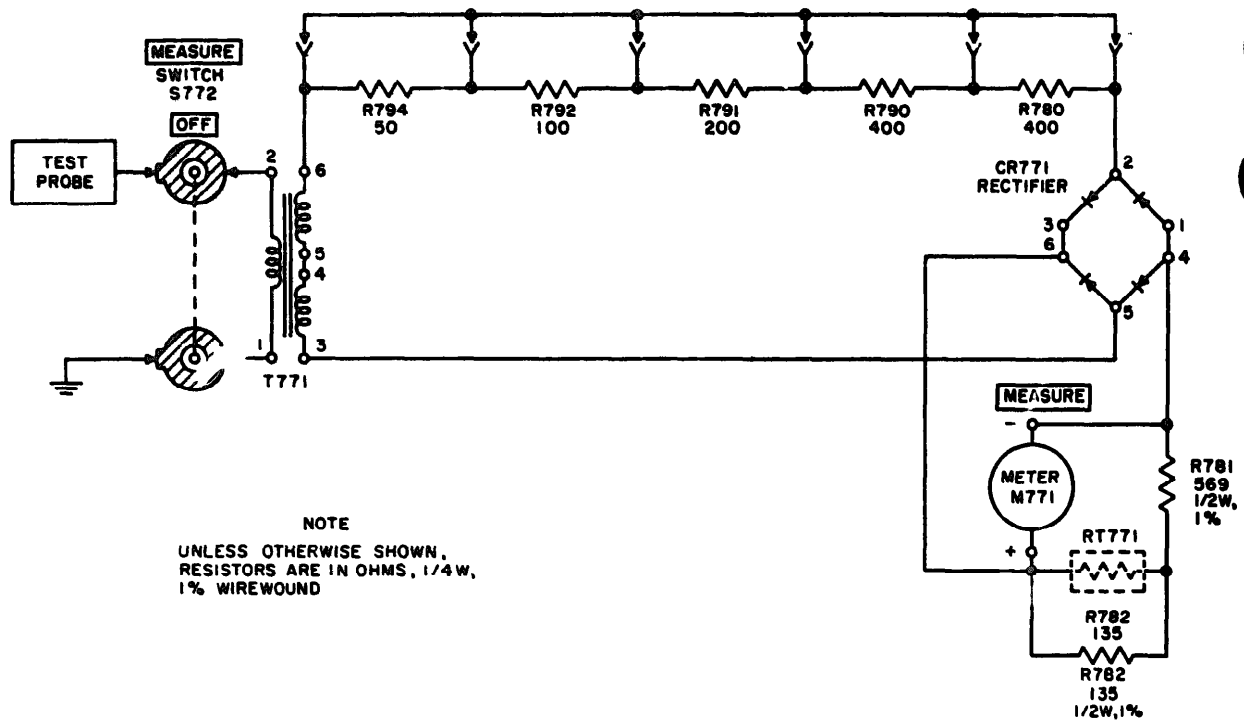 MEASURE
SWITCH
S772
OFF
TEST
PROBE
2
6
5
4
1
3
T771
R794
50
R792
100
R791
200
R790
400
R780
400
CR771
RECTIFIER
2
3
1
6
4
5
MEASURE
-
METER
M771
+
R781
569
1/2W,
1%
RT771
R782
135
R782
135
1/2W,1%
NOTE
UNLESS OTHERWISE SHOWN,
RESISTORS ARE IN OHMS, 1/4W,
1% WIREWOUND